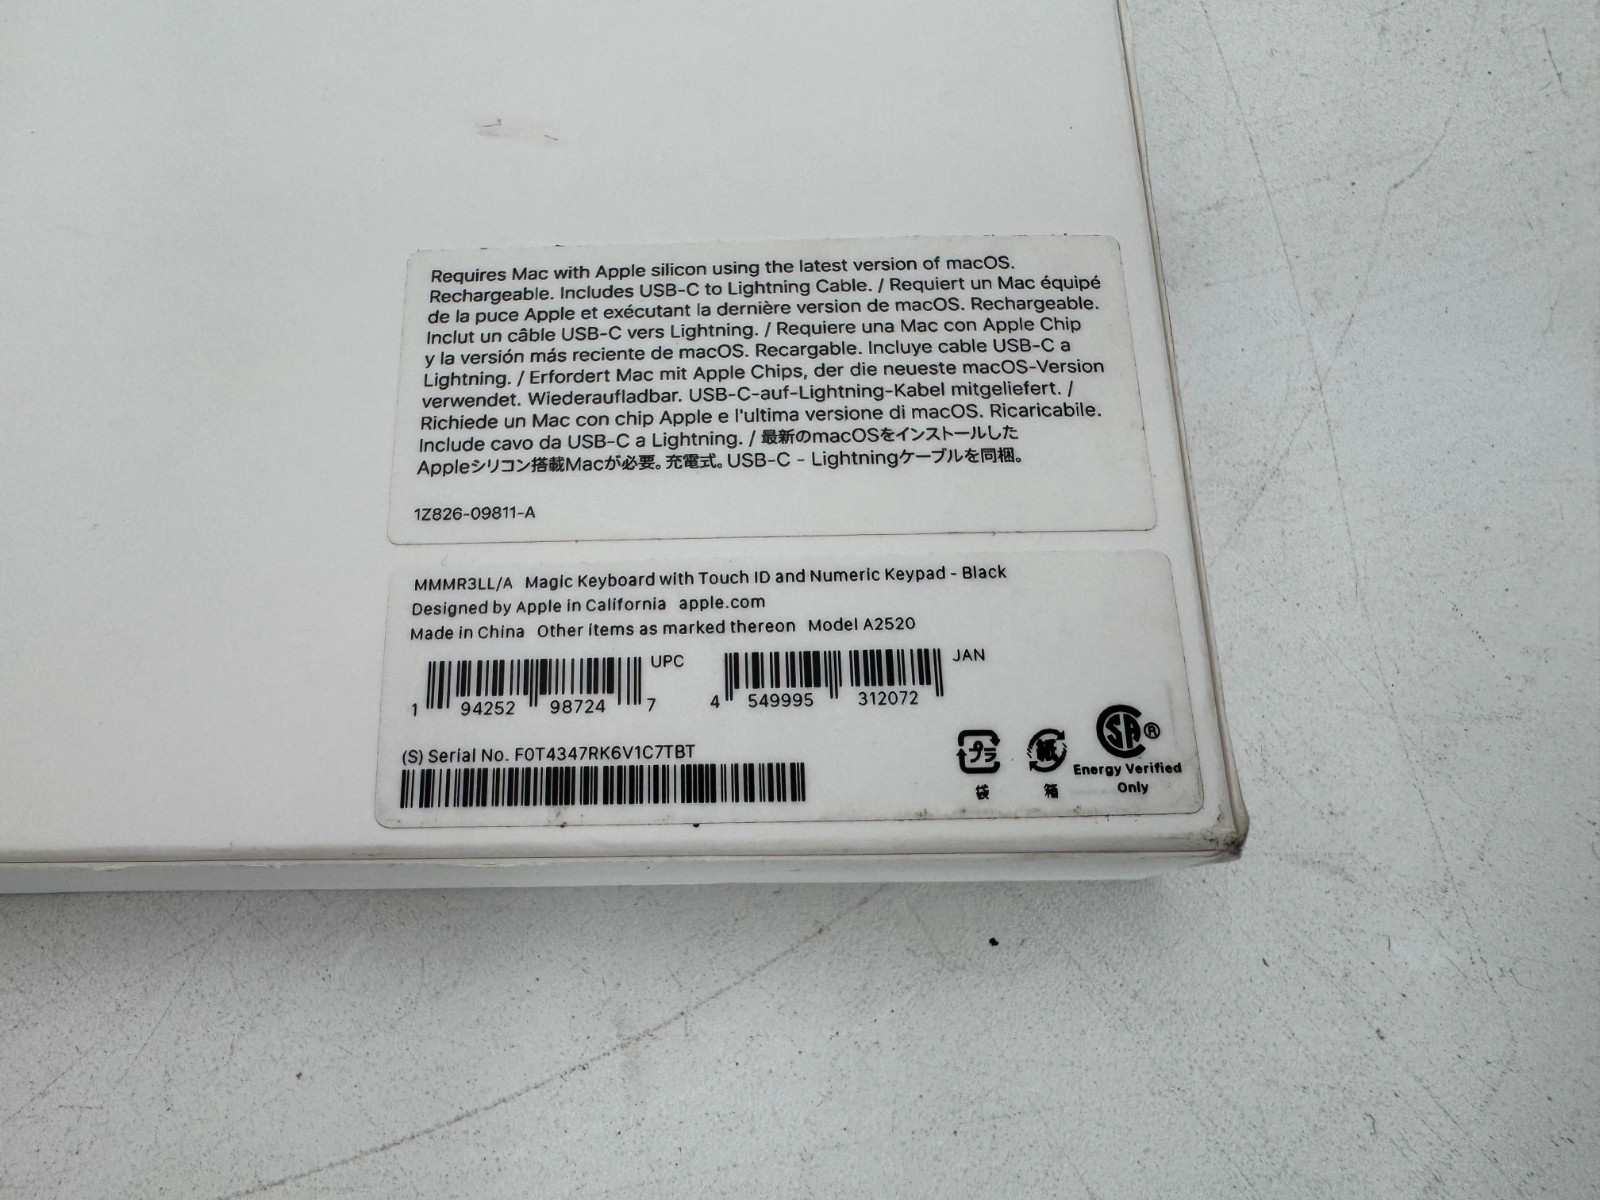 Requires Mac with Apple silicon using the latest version of macOS.
Rechargeable. Includes USB-C to Lightning Cable. / Requiert un Mac équipé
de la puce Apple et exécutant la dernière version de macOS. Rechargeable.
Inclut un câble USB-C vers Lightning. / Requiere una Mac con Apple Chip
y la versión más reciente de macOS. Recargable. Incluye cable USB-C a
Lightning. / Erfordert Mac mit Apple Chips, der die neueste macOS-Version
verwendet. Wiederaufladbar. USB-C-auf-Lightning-Kabel mitgeliefert. /
Richiede un Mac con chip Apple e l'ultima versione di macOS. Ricaricabile.
Include cavo da USB-C a Lightning. / 最新のmacOSをインストールした
Appleシリコン搭載Macが必要。充電式。USB-C - Lightningケーブルを同梱。
1Z826-09811-A
MMMR3LL/A Magic Keyboard with Touch ID and Numeric Keypad - Black
Designed by Apple in California apple.com
Made in China Other items as marked thereon Model A2520
UPC JAN
1 94252 98724 7 4 549995 312072
(S) Serial No. F0T4347RK6V1C7TBT
プラ 紙 SA®
袋 箱 Energy Verified
Only